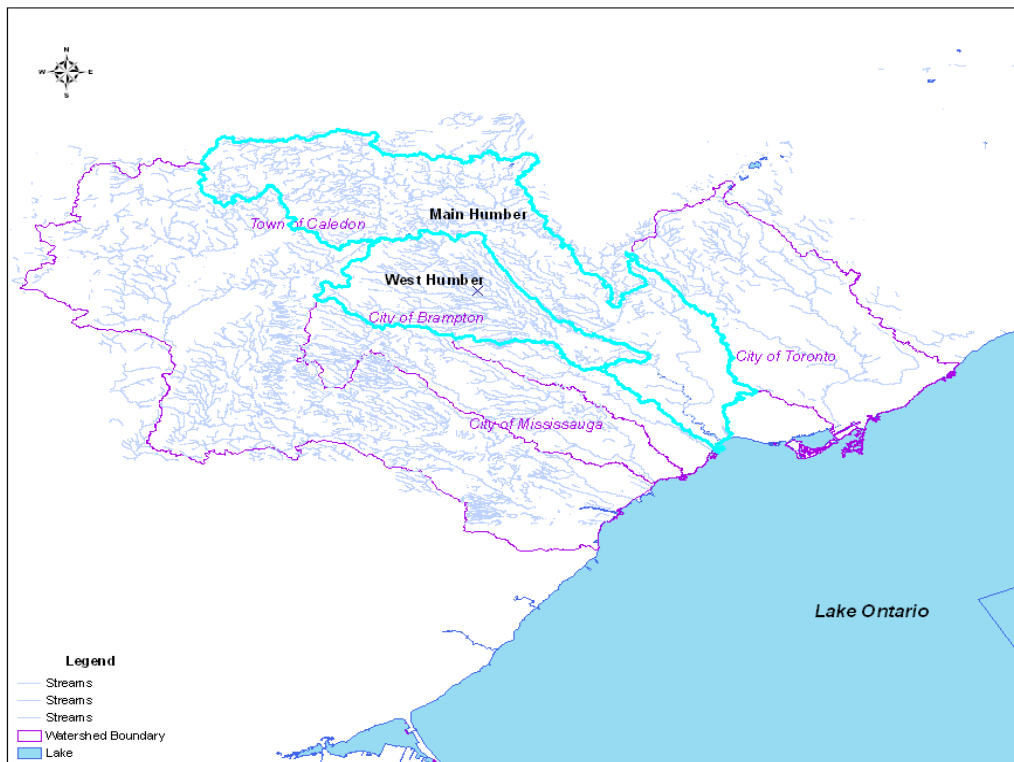 N
W E
S
Main Humber
Town of Caledon
West Humber
City of Brampton
City of Toronto
City of Mississauga
Lake Ontario
Legend
Streams
Streams
Streams
Watershed Boundary
Lake